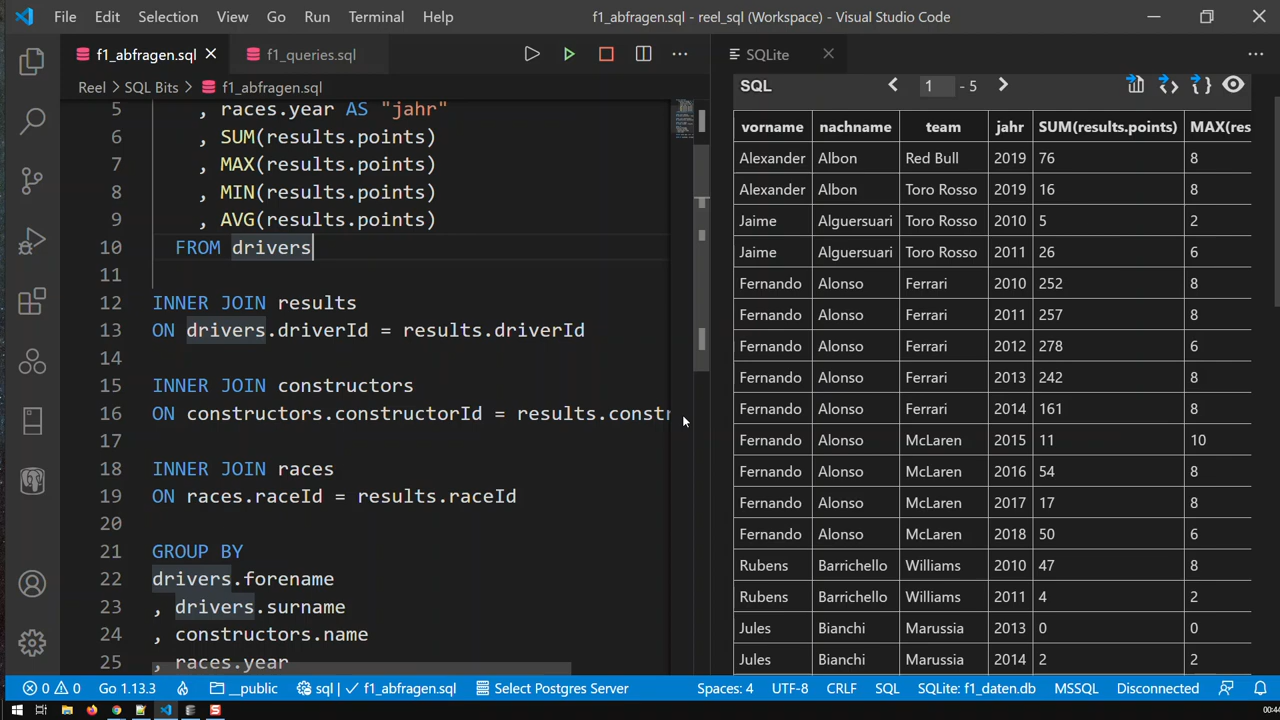 File Edit Selection View Go Run Terminal Help f1_abfragen.sql - reel_sql (Workspace) - Visual Studio Code
f1_abfragen.sql f1_queries.sql SQLite
Reel > SQL Bits > f1_abfragen.sql
5 , races.year AS "jahr"
6 , SUM(results.points)
7 , MAX(results.points)
8 , MIN(results.points)
9 , AVG(results.points)
10 FROM drivers
11
12 INNER JOIN results
13 ON drivers.driverId = results.driverId
14
15 INNER JOIN constructors
16 ON constructors.constructorId = results.constr
17
18 INNER JOIN races
19 ON races.raceId = results.raceId
20
21 GROUP BY
22 drivers.forename
23 , drivers.surname
24 , constructors.name
25 , races.year
SQL < 1 - 5 >
vorname nachname team jahr SUM(results.points) MAX(res
Alexander Albon Red Bull 2019 76 8
Alexander Albon Toro Rosso 2019 16 8
Jaime Alguersuari Toro Rosso 2010 5 2
Jaime Alguersuari Toro Rosso 2011 26 6
Fernando Alonso Ferrari 2010 252 8
Fernando Alonso Ferrari 2011 257 8
Fernando Alonso Ferrari 2012 278 6
Fernando Alonso Ferrari 2013 242 8
Fernando Alonso Ferrari 2014 161 8
Fernando Alonso McLaren 2015 11 10
Fernando Alonso McLaren 2016 54 8
Fernando Alonso McLaren 2017 17 8
Fernando Alonso McLaren 2018 50 6
Rubens Barrichello Williams 2010 47 8
Rubens Barrichello Williams 2011 4 2
Jules Bianchi Marussia 2013 0 0
Jules Bianchi Marussia 2014 2 2
0 0 Go 1.13.3 __public sql | ✓ f1_abfragen.sql Select Postgres Server Spaces: 4 UTF-8 CRLF SQL SQLite: f1_daten.db MSSQL Disconnected
00:44